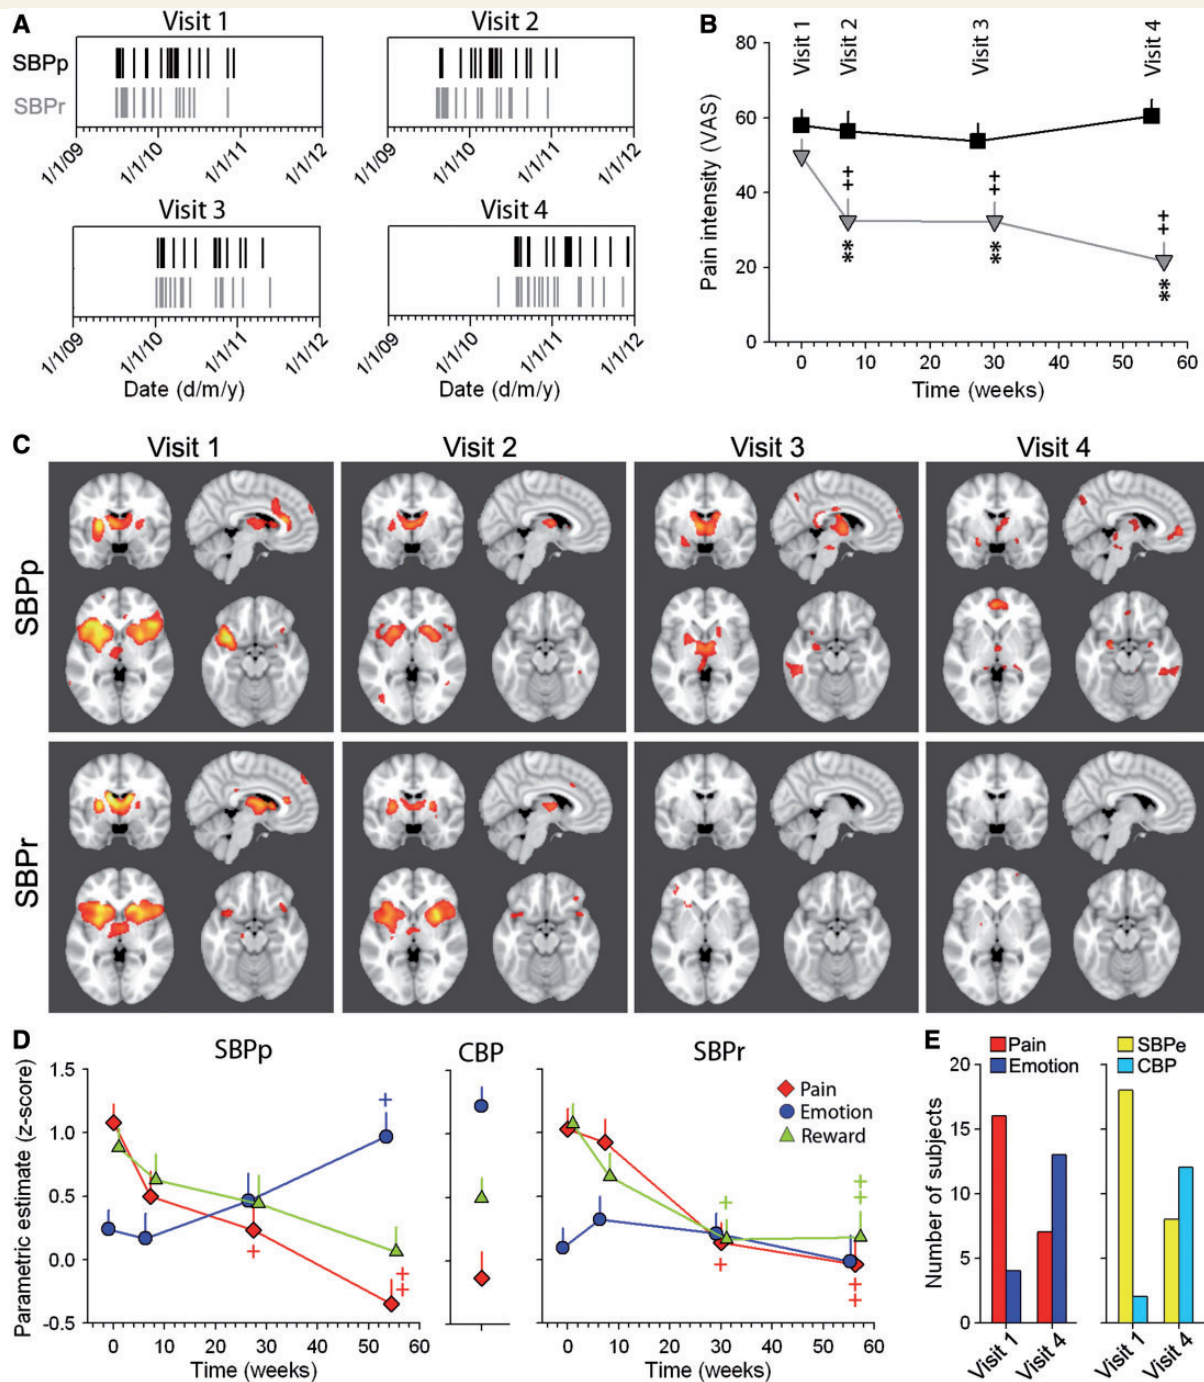 A
Visit 1
Visit 2
SBPp
SBPr
1/1/09
1/1/10
1/1/11
1/1/12
1/1/09
1/1/10
1/1/11
1/1/12
Visit 3
Visit 4
1/1/09
1/1/10
1/1/11
1/1/12
1/1/09
1/1/10
1/1/11
1/1/12
Date (d/m/y)
Date (d/m/y)
B
Visit 1
Visit 2
Visit 3
Visit 4
Pain intensity (VAS)
80
60
40
20
0
++
++
++
**
**
**
0 10 20 30 40 50 60
Time (weeks)
C
Visit 1
Visit 2
Visit 3
Visit 4
SBPp
SBPr
D
SBPp
CBP
SBPr
Parametric estimate (z-score)
1.5
1.0
0.5
0.0
-0.5
+
+
++
Pain
Emotion
Reward
+
+
++
++
0 10 20 30 40 50 60
Time (weeks)
0 10 20 30 40 50 60
Time (weeks)
E
Pain
Emotion
SBPe
CBP
Number of subjects
20
15
10
5
0
Visit 1
Visit 4
Visit 1
Visit 4